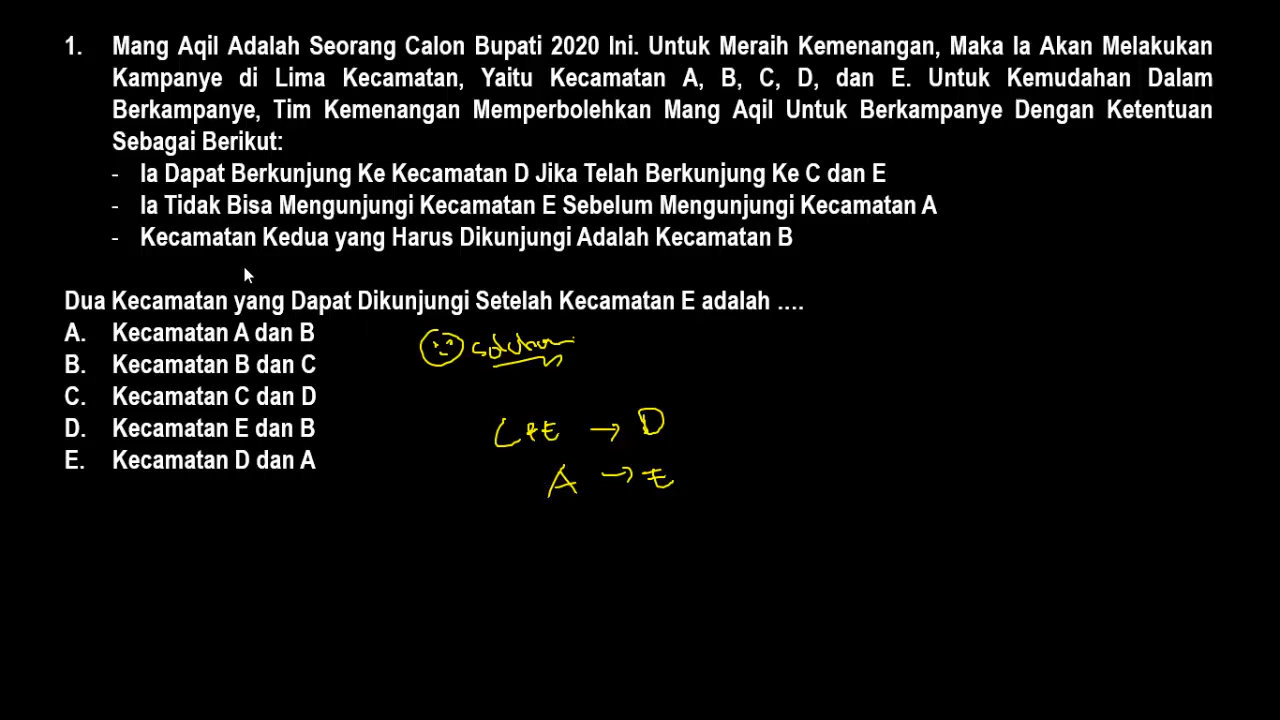 1. Mang Aqil Adalah Seorang Calon Bupati 2020 Ini. Untuk Meraih Kemenangan, Maka Ia Akan Melakukan
Kampanye di Lima Kecamatan, Yaitu Kecamatan A, B, C, D, dan E. Untuk Kemudahan Dalam
Berkampanye, Tim Kemenangan Memperbolehkan Mang Aqil Untuk Berkampanye Dengan Ketentuan
Sebagai Berikut:
- Ia Dapat Berkunjung Ke Kecamatan D Jika Telah Berkunjung Ke C dan E
- Ia Tidak Bisa Mengunjungi Kecamatan E Sebelum Mengunjungi Kecamatan A
- Kecamatan Kedua yang Harus Dikunjungi Adalah Kecamatan B
Dua Kecamatan yang Dapat Dikunjungi Setelah Kecamatan E adalah ....
A. Kecamatan A dan B
B. Kecamatan B dan C
C. Kecamatan C dan D
D. Kecamatan E dan B
E. Kecamatan D dan A
solution
→ D
A → E